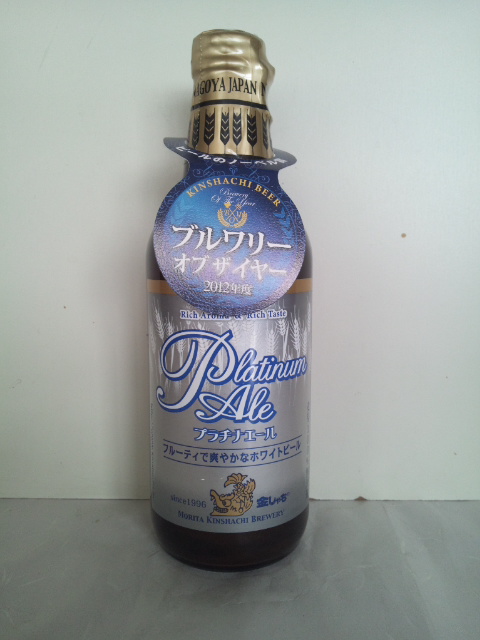 NAGOYA JAPAN
ビールのノーベル賞
KINSHACHI BEER
Brewery
Of The Year
ブルワリー
オブ ザ イヤー
2012年度
Rich Aroma & Rich Taste
Platinum
Ale
プラチナエール
フルーティで爽やかなホワイトビール
since 1996
金しゃち
MORITA KINSHACHI BREWERY